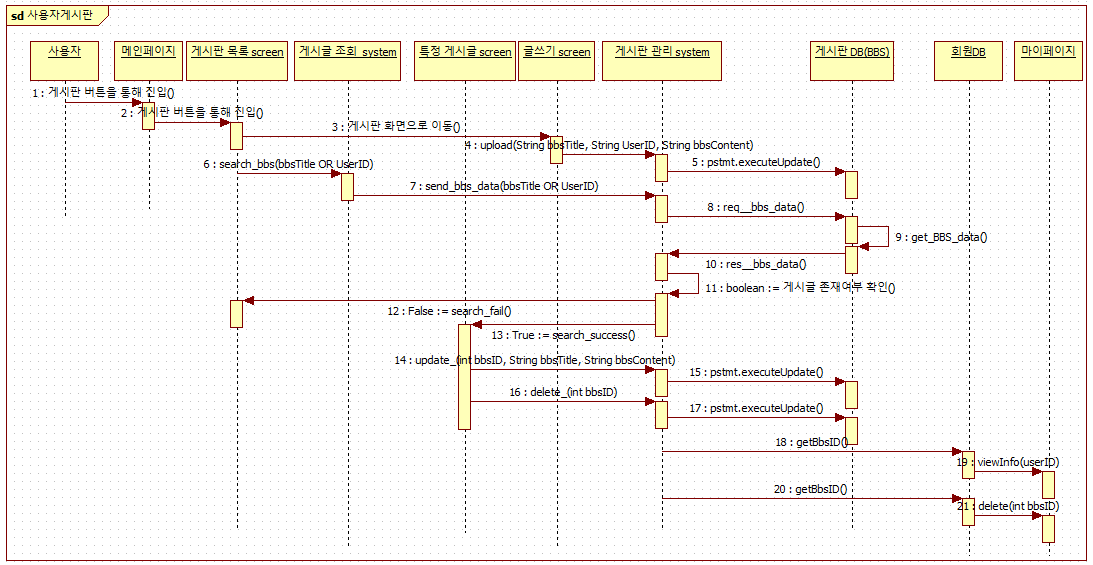 sd 사용자게시판
사용자
메인페이지
게시판 목록 screen
게시글 조회 system
특정 게시글 screen
글쓰기 screen
게시판 관리 system
게시판 DB(BBS)
회원DB
마이페이지
1 : 게시판 버튼을 통해 진입()
2 : 게시판 버튼을 통해 진입()
3 : 게시판 화면으로 이동()
4 : upload(String bbsTitle, String UserID, String bbsContent)
5 : pstmt.executeUpdate()
6 : search_bbs(bbsTitle OR UserID)
7 : send_bbs_data(bbsTitle OR UserID)
8 : req__bbs_data()
9 : get_BBS_data()
10 : res__bbs_data()
11 : boolean := 게시글 존재여부 확인()
12 : False := search_fail()
13 : True := search_success()
14 : update_(int bbsID, String bbsTitle, String bbsContent)
15 : pstmt.executeUpdate()
16 : delete_(int bbsID)
17 : pstmt.executeUpdate()
18 : getBbsID()
19 : viewInfo(userID)
20 : getBbsID()
21 : delete(int bbsID)